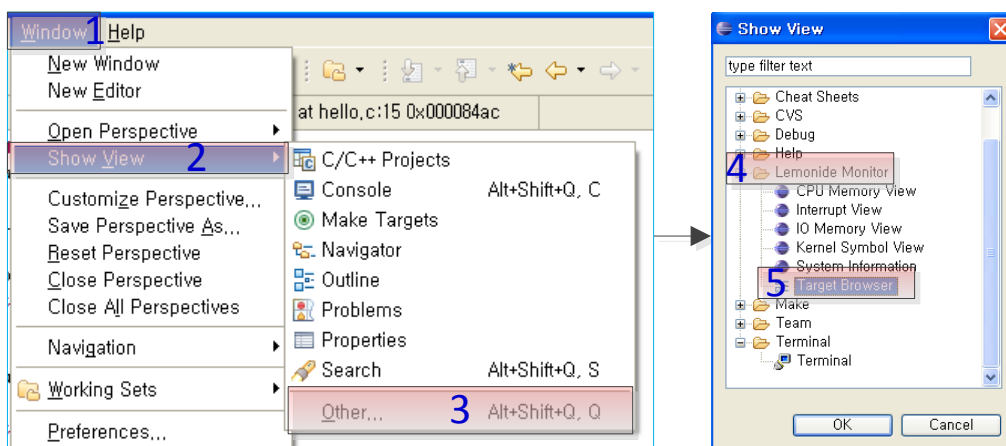 Window 1 Help
New Window
New Editor
at hello,c:15 0x000084ac
Open Perspective
Show View 2
C/C++ Projects
Console Alt+Shift+Q, C
Make Targets
Navigator
Outline
Problems
Properties
Search Alt+Shift+Q, S
Other... 3 Alt+Shift+Q, Q
Customize Perspective...
Save Perspective As...
Reset Perspective
Close Perspective
Close All Perspectives
Navigation
Working Sets
Preferences...
Show View
type filter text
Cheat Sheets
CVS
Debug
Help
4 Lemonide Monitor
CPU Memory View
Interrupt View
IO Memory View
Kernel Symbol View
System Information
5 Target Browser
Make
Team
Terminal
Terminal
OK Cancel